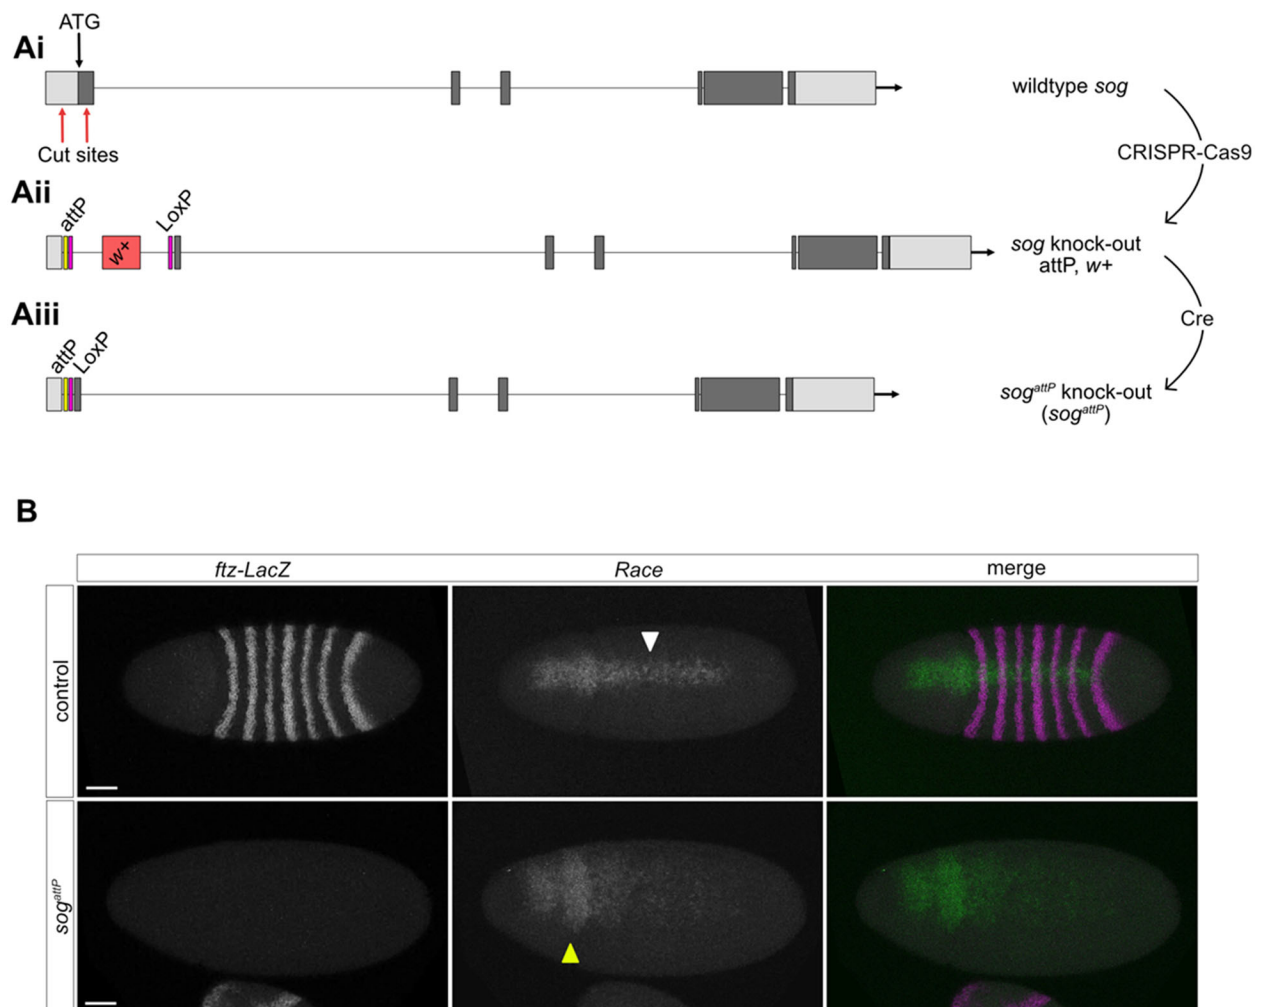 Ai
ATG
Cut sites
wildtype sog
CRISPR-Cas9
Aii
attP
w+
LoxP
sog knock-out
attP, w+
Cre
Aiii
attP
LoxP
sogattP knock-out
(sogattP)
B
ftz-LacZ Race merge
control
sogattP